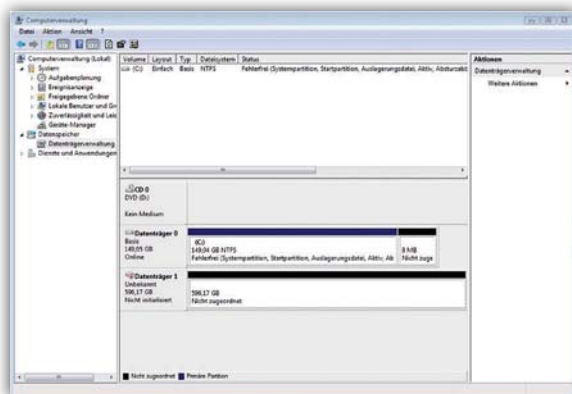 Computerverwaltung
Datei Aktion Ansicht ?
Computerverwaltung (Lokal)
System
Aufgabenplanung
Ereignisanzeige
Freigegebene Ordner
Lokale Benutzer und Gr
Zuverlässigkeit und Leis
Geräte-Manager
Datenspeicher
Datenträgerverwaltung
Dienste und Anwendungen
Volume Layout Typ Dateisystem Status
(C:) Einfach Basis NTFS Fehlerfrei (Systempartition, Startpartition, Auslagerungsdatei, Aktiv, Absturzabb
CD 0
DVD (D:)
Kein Medium
Datenträger 0
Basis
149,05 GB
Online
(C:)
149,04 GB NTFS
Fehlerfrei (Systempartition, Startpartition, Auslagerungsdatei, Aktiv, Ab
8 MB
Nicht zuge
Datenträger 1
Unbekannt
596,17 GB
Nicht initialisiert
596,17 GB
Nicht zugeordnet
Nicht zugeordnet Primäre Partition
Aktionen
Datenträgerverwaltung
Weitere Aktionen